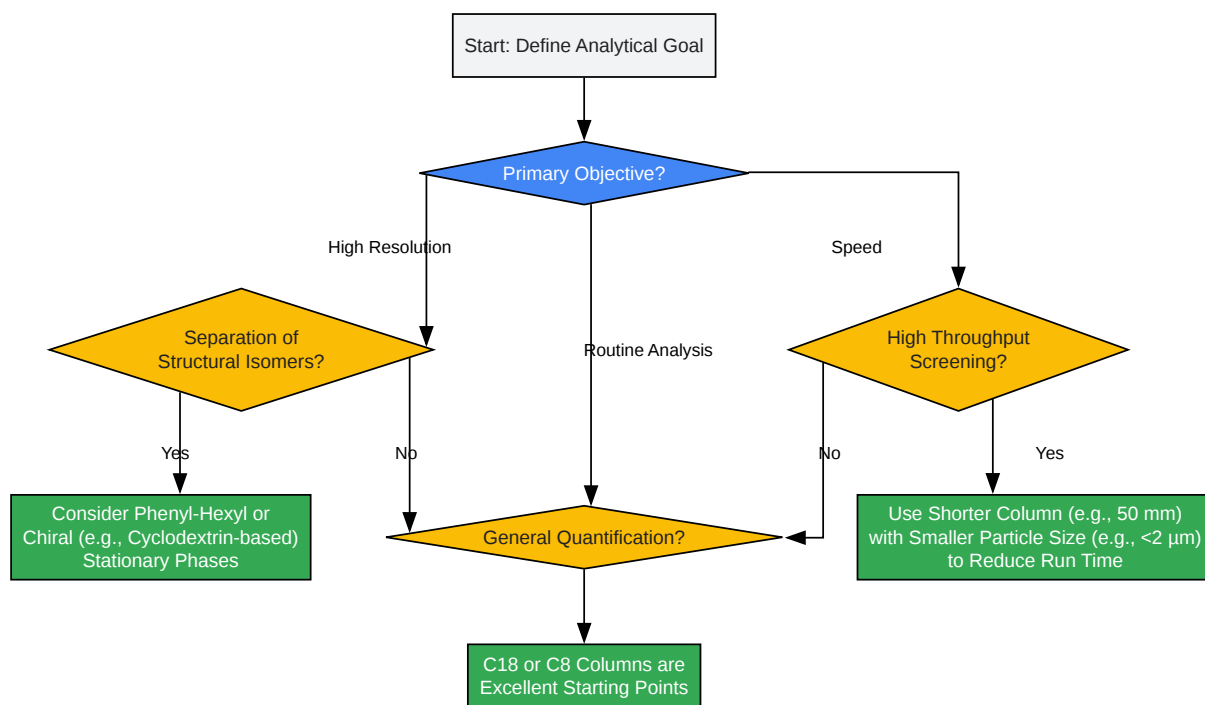 Start: Define Analytical Goal
Primary Objective?
High Resolution
Speed
Separation of
Structural Isomers?
Routine Analysis
High Throughput
Screening?
Yes
No
No
Yes
Consider Phenyl-Hexyl or
Chiral (e.g., Cyclodextrin-based)
Stationary Phases
General Quantification?
Use Shorter Column (e.g., 50 mm)
with Smaller Particle Size (e.g., <2 µm)
to Reduce Run Time
C18 or C8 Columns are
Excellent Starting Points